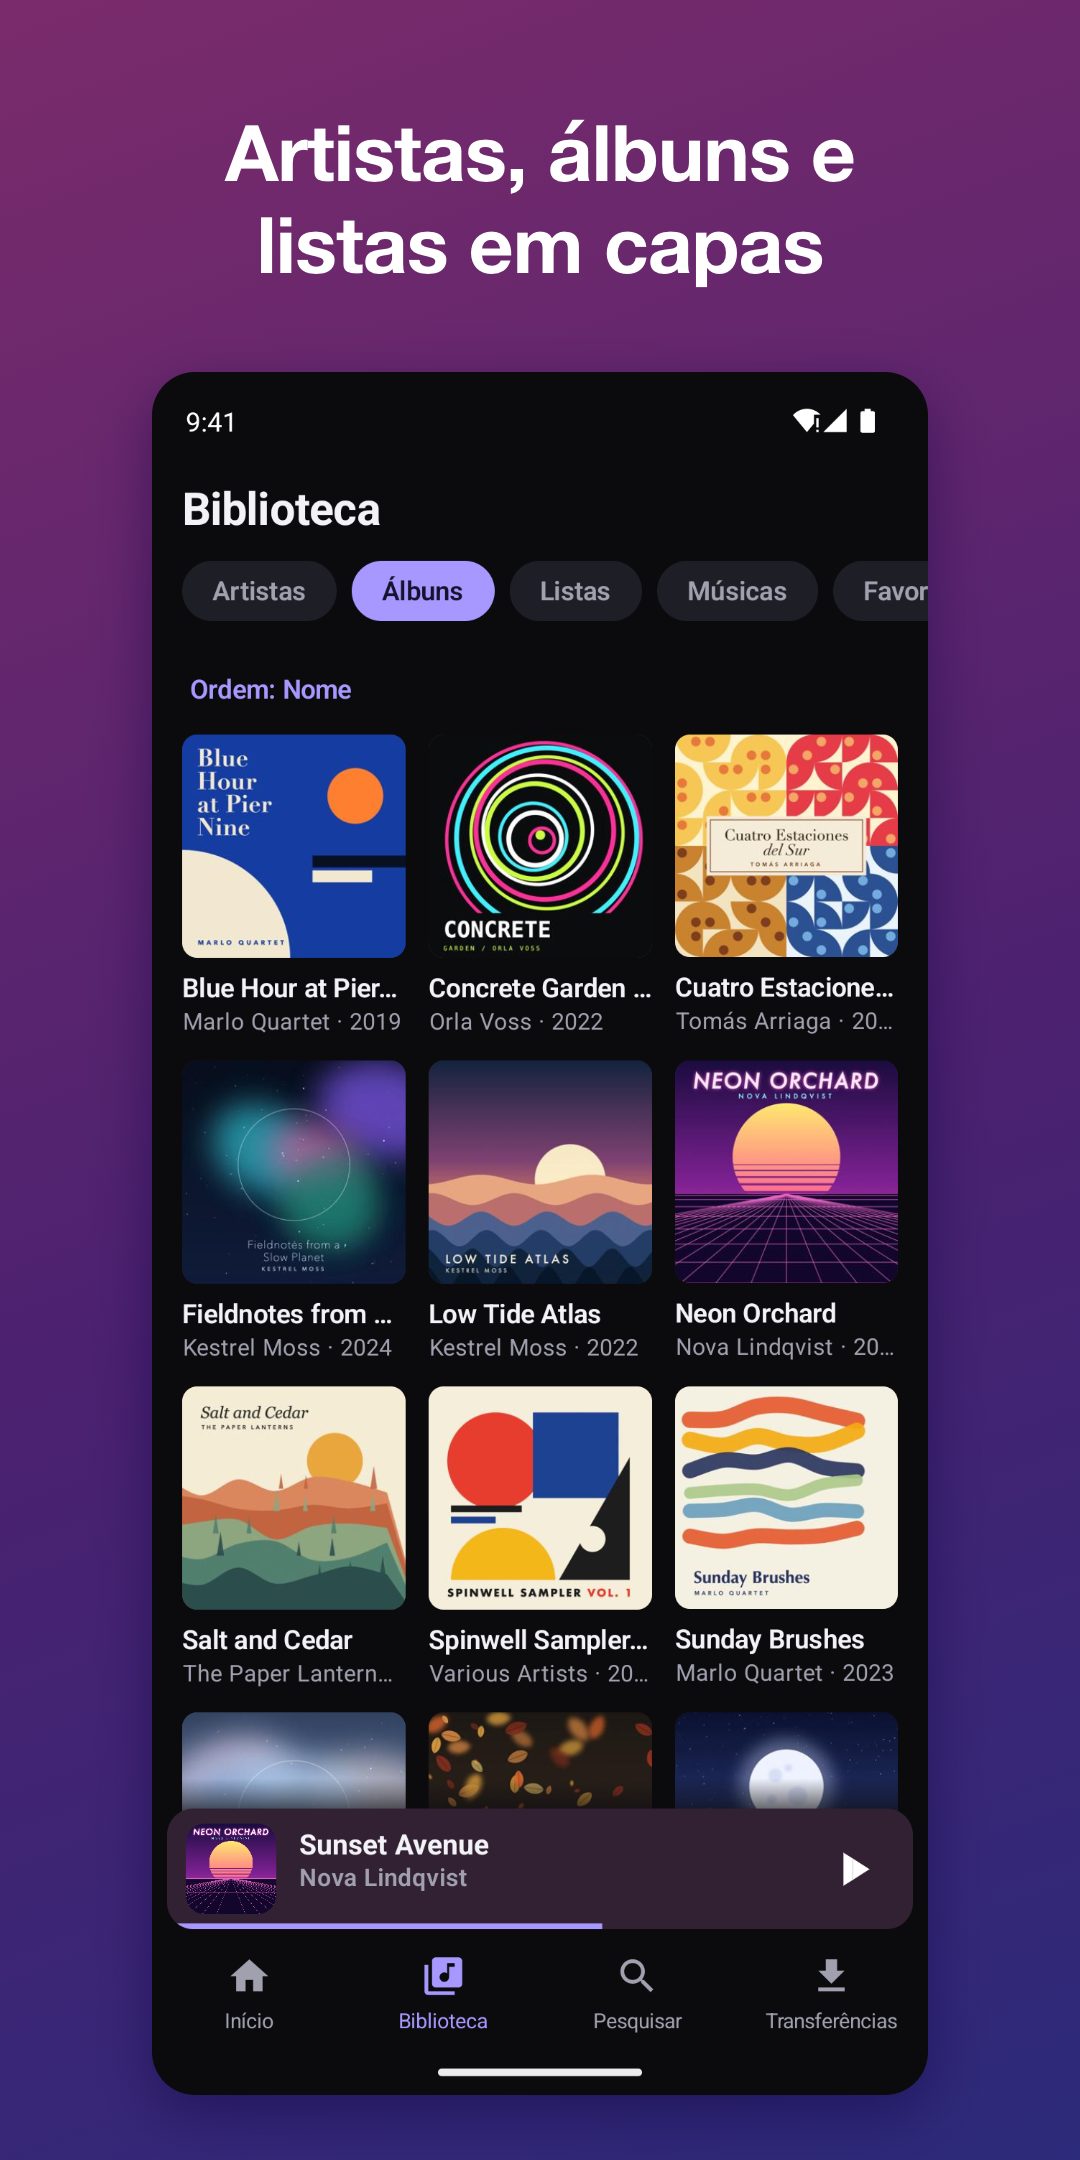 Artistas, álbuns e
listas em capas
9:41
Biblioteca
Artistas
Álbuns
Listas
Músicas
Favor
Ordem: Nome
Blue
Hour
at Pier
Nine
MARLO QUARTET
CONCRETE
GARDEN / ORLA VOSS
Cuatro Estaciones
del Sur
TOMÁS ARRIAGA
Blue Hour at Pier...
Marlo Quartet · 2019
Concrete Garden ...
Orla Voss · 2022
Cuatro Estacione...
Tomás Arriaga · 20...
Fieldnotes from a
Slow Planet
KESTREL MOSS
LOW TIDE ATLAS
KESTREL MOSS
NEON ORCHARD
NOVA LINDQVIST
Fieldnotes from ...
Kestrel Moss · 2024
Low Tide Atlas
Kestrel Moss · 2022
Neon Orchard
Nova Lindqvist · 20...
Salt and Cedar
THE PAPER LANTERNS
SPINWELL SAMPLER VOL. 1
Sunday Brushes
MARLO QUARTET
Salt and Cedar
The Paper Lantern...
Spinwell Sampler...
Various Artists · 20...
Sunday Brushes
Marlo Quartet · 2023
NEON ORCHARD
Sunset Avenue
Nova Lindqvist
Início
Biblioteca
Pesquisar
Transferências